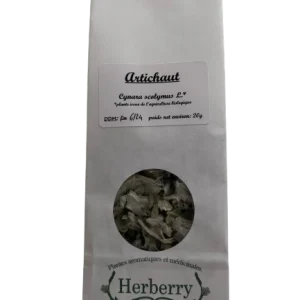 Artichaut
Cynara scolymus L.*
*plante issue de l'agriculture biologique
DDM: fin 6/24 poids net environ: 20g
Plantes aromatiques et médicinales
Herberry